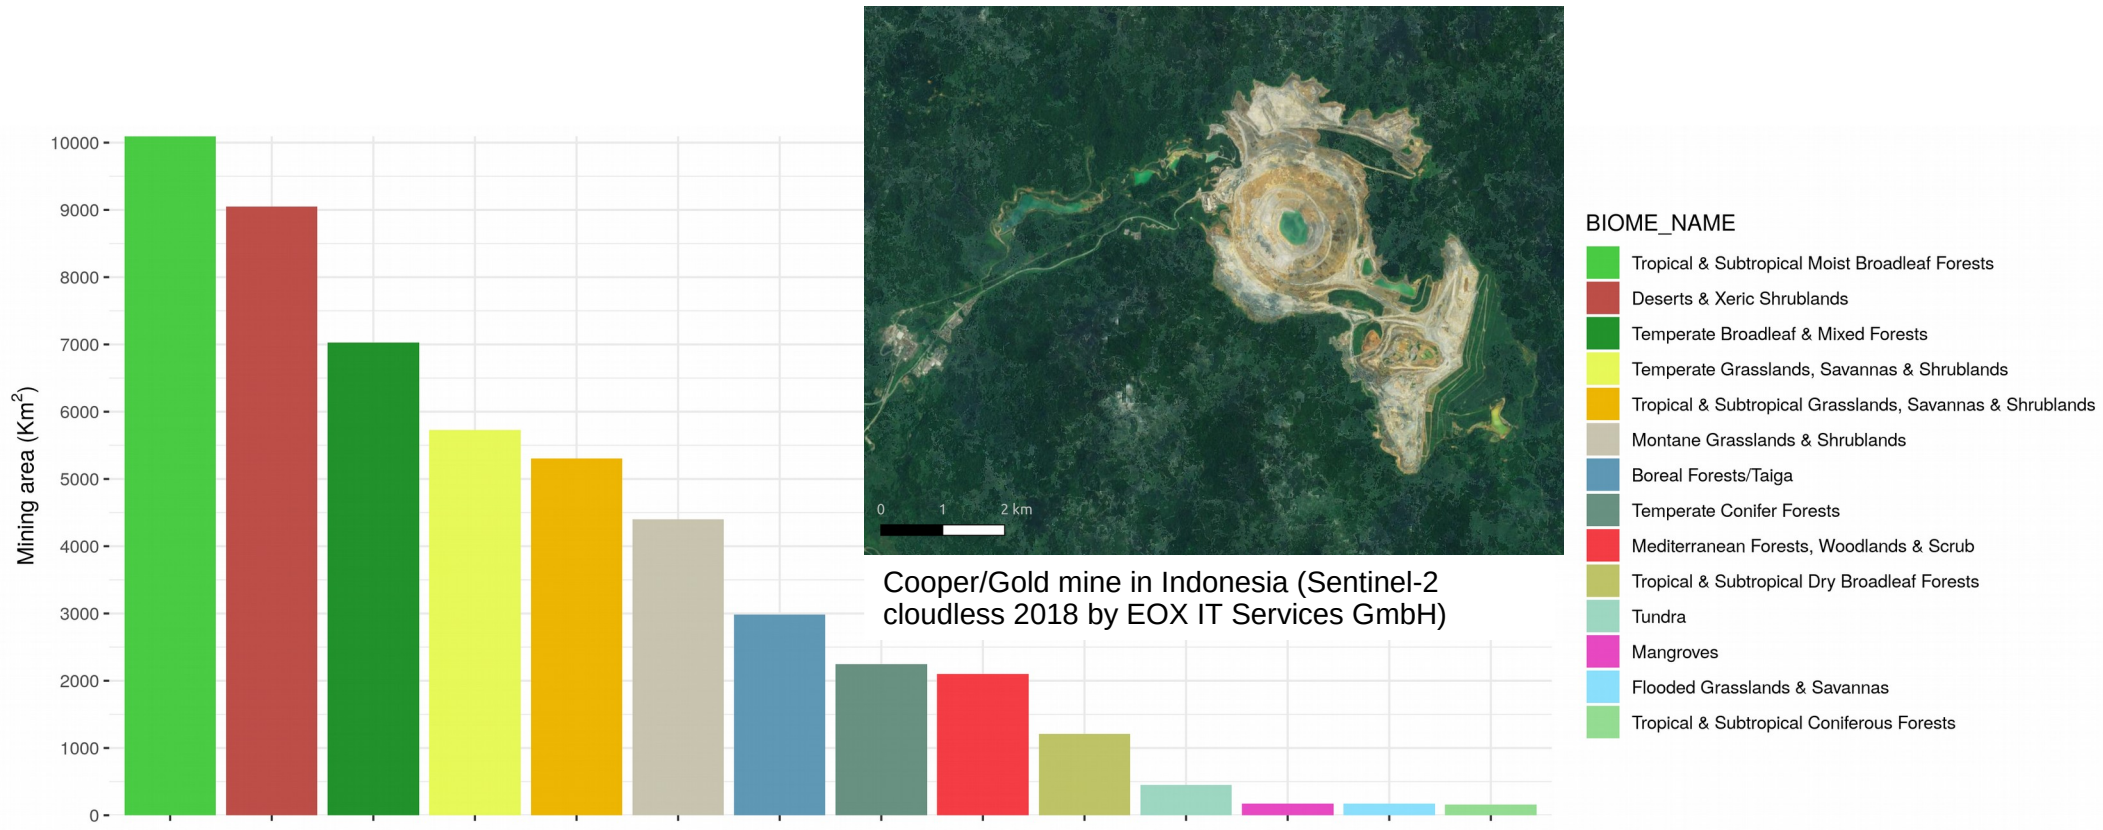 10000
9000
8000
7000
6000
5000
4000
3000
2000
1000
0
Mining area (Km²)
0 1 2 km
Cooper/Gold mine in Indonesia (Sentinel-2
cloudless 2018 by EOX IT Services GmbH)
BIOME_NAME
Tropical & Subtropical Moist Broadleaf Forests
Deserts & Xeric Shrublands
Temperate Broadleaf & Mixed Forests
Temperate Grasslands, Savannas & Shrublands
Tropical & Subtropical Grasslands, Savannas & Shrublands
Montane Grasslands & Shrublands
Boreal Forests/Taiga
Temperate Conifer Forests
Mediterranean Forests, Woodlands & Scrub
Tropical & Subtropical Dry Broadleaf Forests
Tundra
Mangroves
Flooded Grasslands & Savannas
Tropical & Subtropical Coniferous Forests